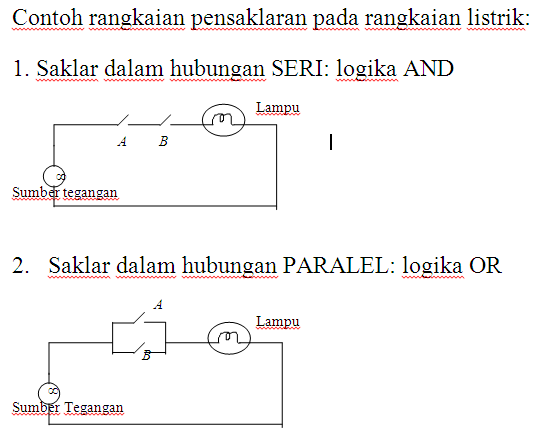 Contoh rangkaian pensaklaran pada rangkaian listrik:
1. Saklar dalam hubungan SERI: logika AND
Lampu
A B
Sumber tegangan
2. Saklar dalam hubungan PARALEL: logika OR
A
Lampu
B
Sumber Tegangan